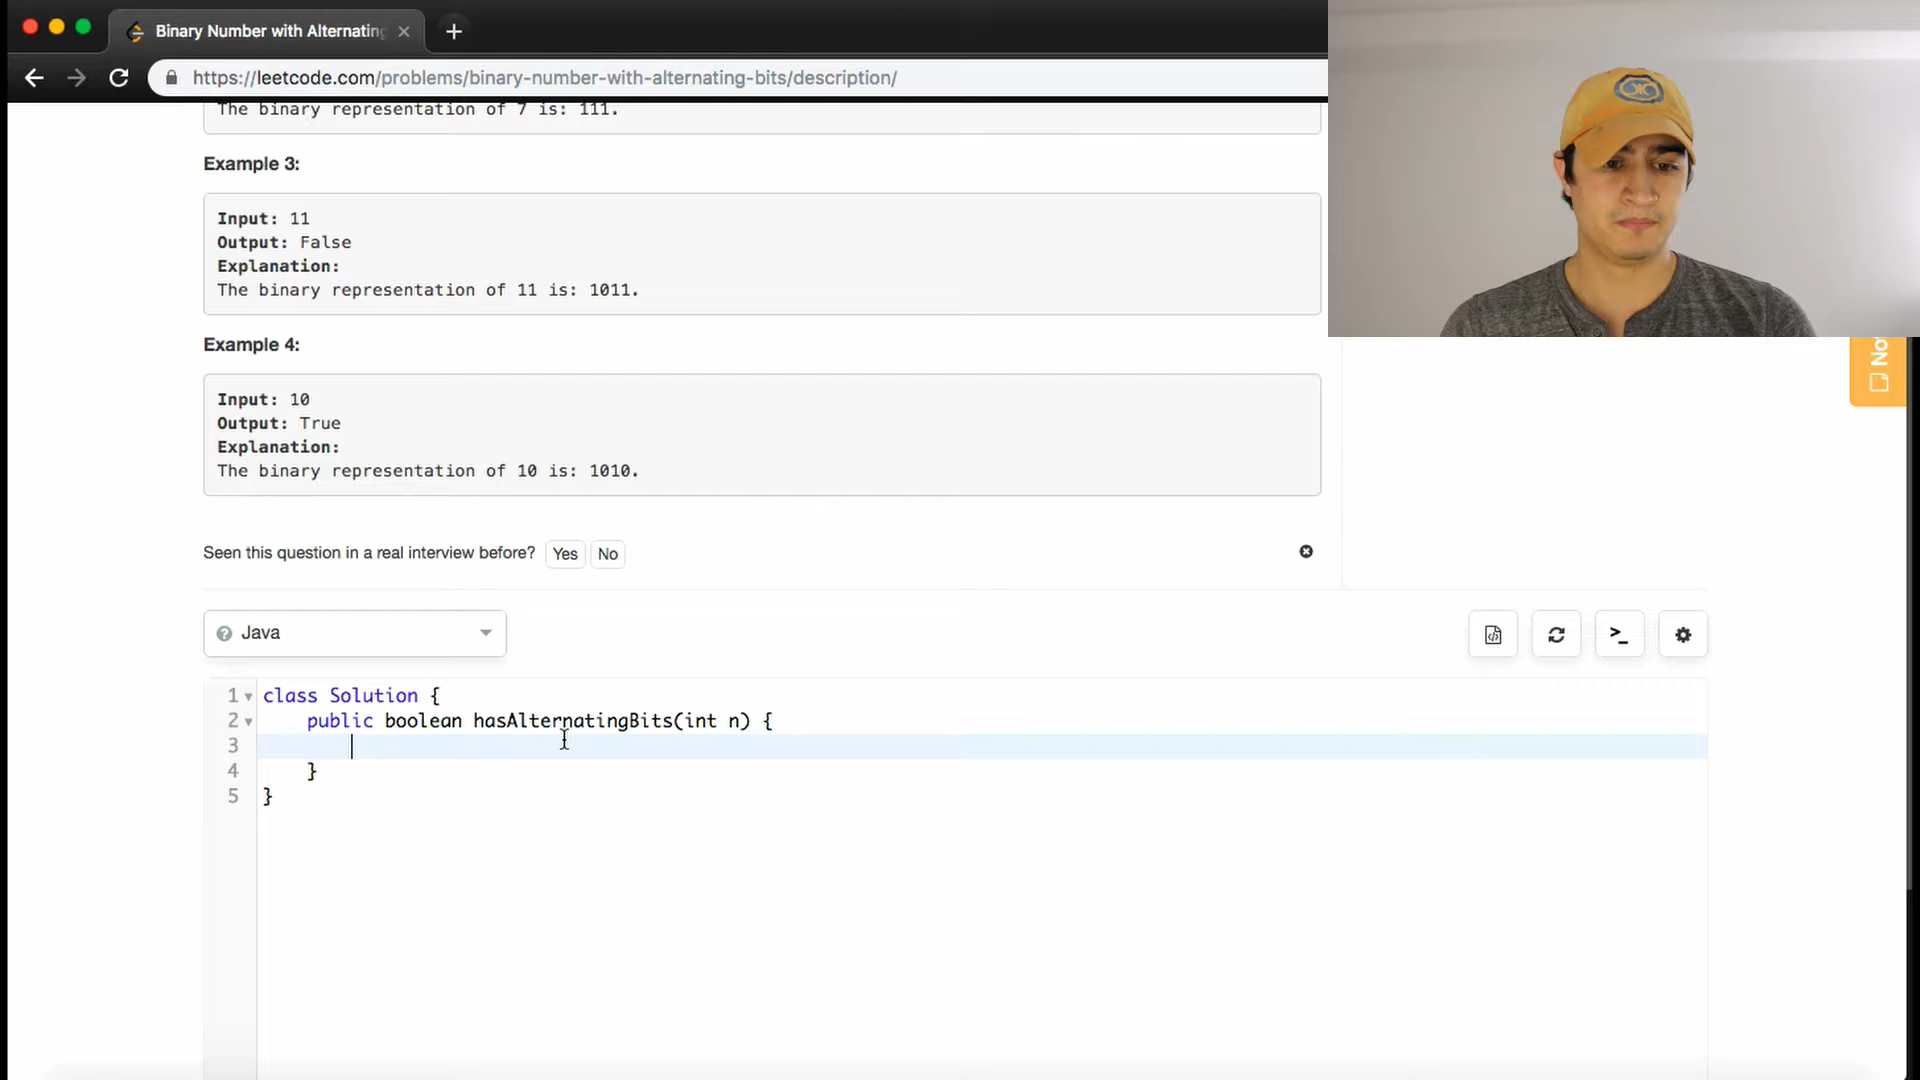 Binary Number with Alternating
https://leetcode.com/problems/binary-number-with-alternating-bits/description/
The binary representation of 7 is: 111.
Example 3:
Input: 11
Output: False
Explanation:
The binary representation of 11 is: 1011.
Example 4:
Input: 10
Output: True
Explanation:
The binary representation of 10 is: 1010.
Seen this question in a real interview before? Yes No
Java
>_
1 class Solution {
2 public boolean hasAlternatingBits(int n) {
3
4 }
5 }